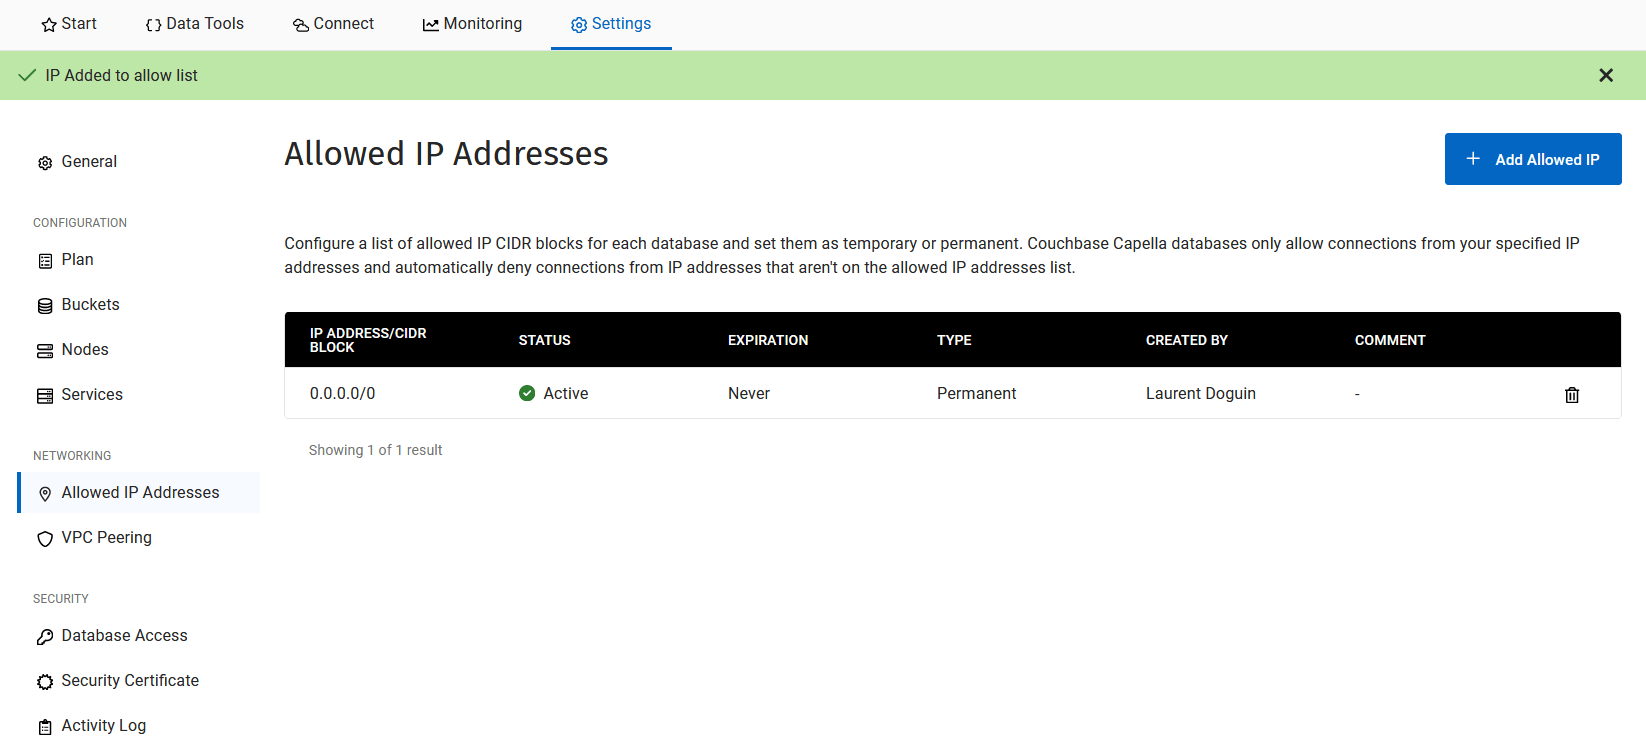 Start
Data Tools
Connect
Monitoring
Settings
IP Added to allow list
General
CONFIGURATION
Plan
Buckets
Nodes
Services
NETWORKING
Allowed IP Addresses
VPC Peering
SECURITY
Database Access
Security Certificate
Activity Log
Allowed IP Addresses
Add Allowed IP
Configure a list of allowed IP CIDR blocks for each database and set them as temporary or permanent. Couchbase Capella databases only allow connections from your specified IP
addresses and automatically deny connections from IP addresses that aren't on the allowed IP addresses list.
IP ADDRESS/CIDR
BLOCK
STATUS
EXPIRATION
TYPE
CREATED BY
COMMENT
0.0.0.0/0
Active
Never
Permanent
Laurent Doguin
-
Showing 1 of 1 result